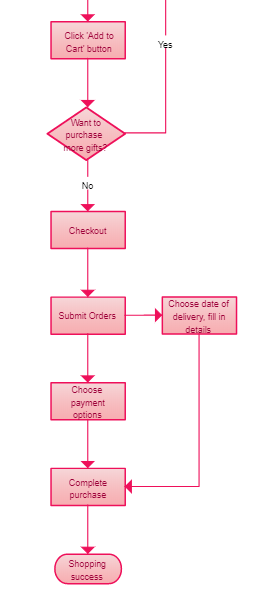 Click 'Add to
Cart' button
Yes
Want to
purchase
more gifts?
No
Checkout
Submit Orders
Choose date of
delivery, fill in
details
Choose
payment
options
Complete
purchase
Shopping
success